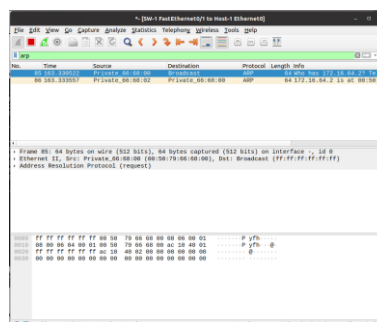 *- [SW-1 FastEthernet0/1 to Host-1 Ethernet0]
File Edit View Go Capture Analyze Statistics Telephony Wireless Tools Help
arp
No. Time Source Destination Protocol Length Info
85 103.330522 Private_66:68:00 Broadcast ARP 64 Who has 172.16.64.2? Te
86 103.333557 Private_66:68:02 Private_66:68:00 ARP 64 172.16.64.2 is at 00:50
Frame 85: 64 bytes on wire (512 bits), 64 bytes captured (512 bits) on interface -, id 0
Ethernet II, Src: Private_66:68:00 (00:50:79:66:68:00), Dst: Broadcast (ff:ff:ff:ff:ff:ff)
Address Resolution Protocol (request)
0000 ff ff ff ff ff ff 00 50 79 66 68 00 08 06 00 01 ·······P yfh·····
0010 08 00 06 04 00 01 00 50 79 66 68 00 ac 10 40 01 ·······P yfh···@·
0020 ff ff ff ff ff ff ac 10 40 02 00 00 00 00 00 00 ········ @·······
0030 00 00 00 00 00 00 00 00 00 00 00 00 00 00 00 00